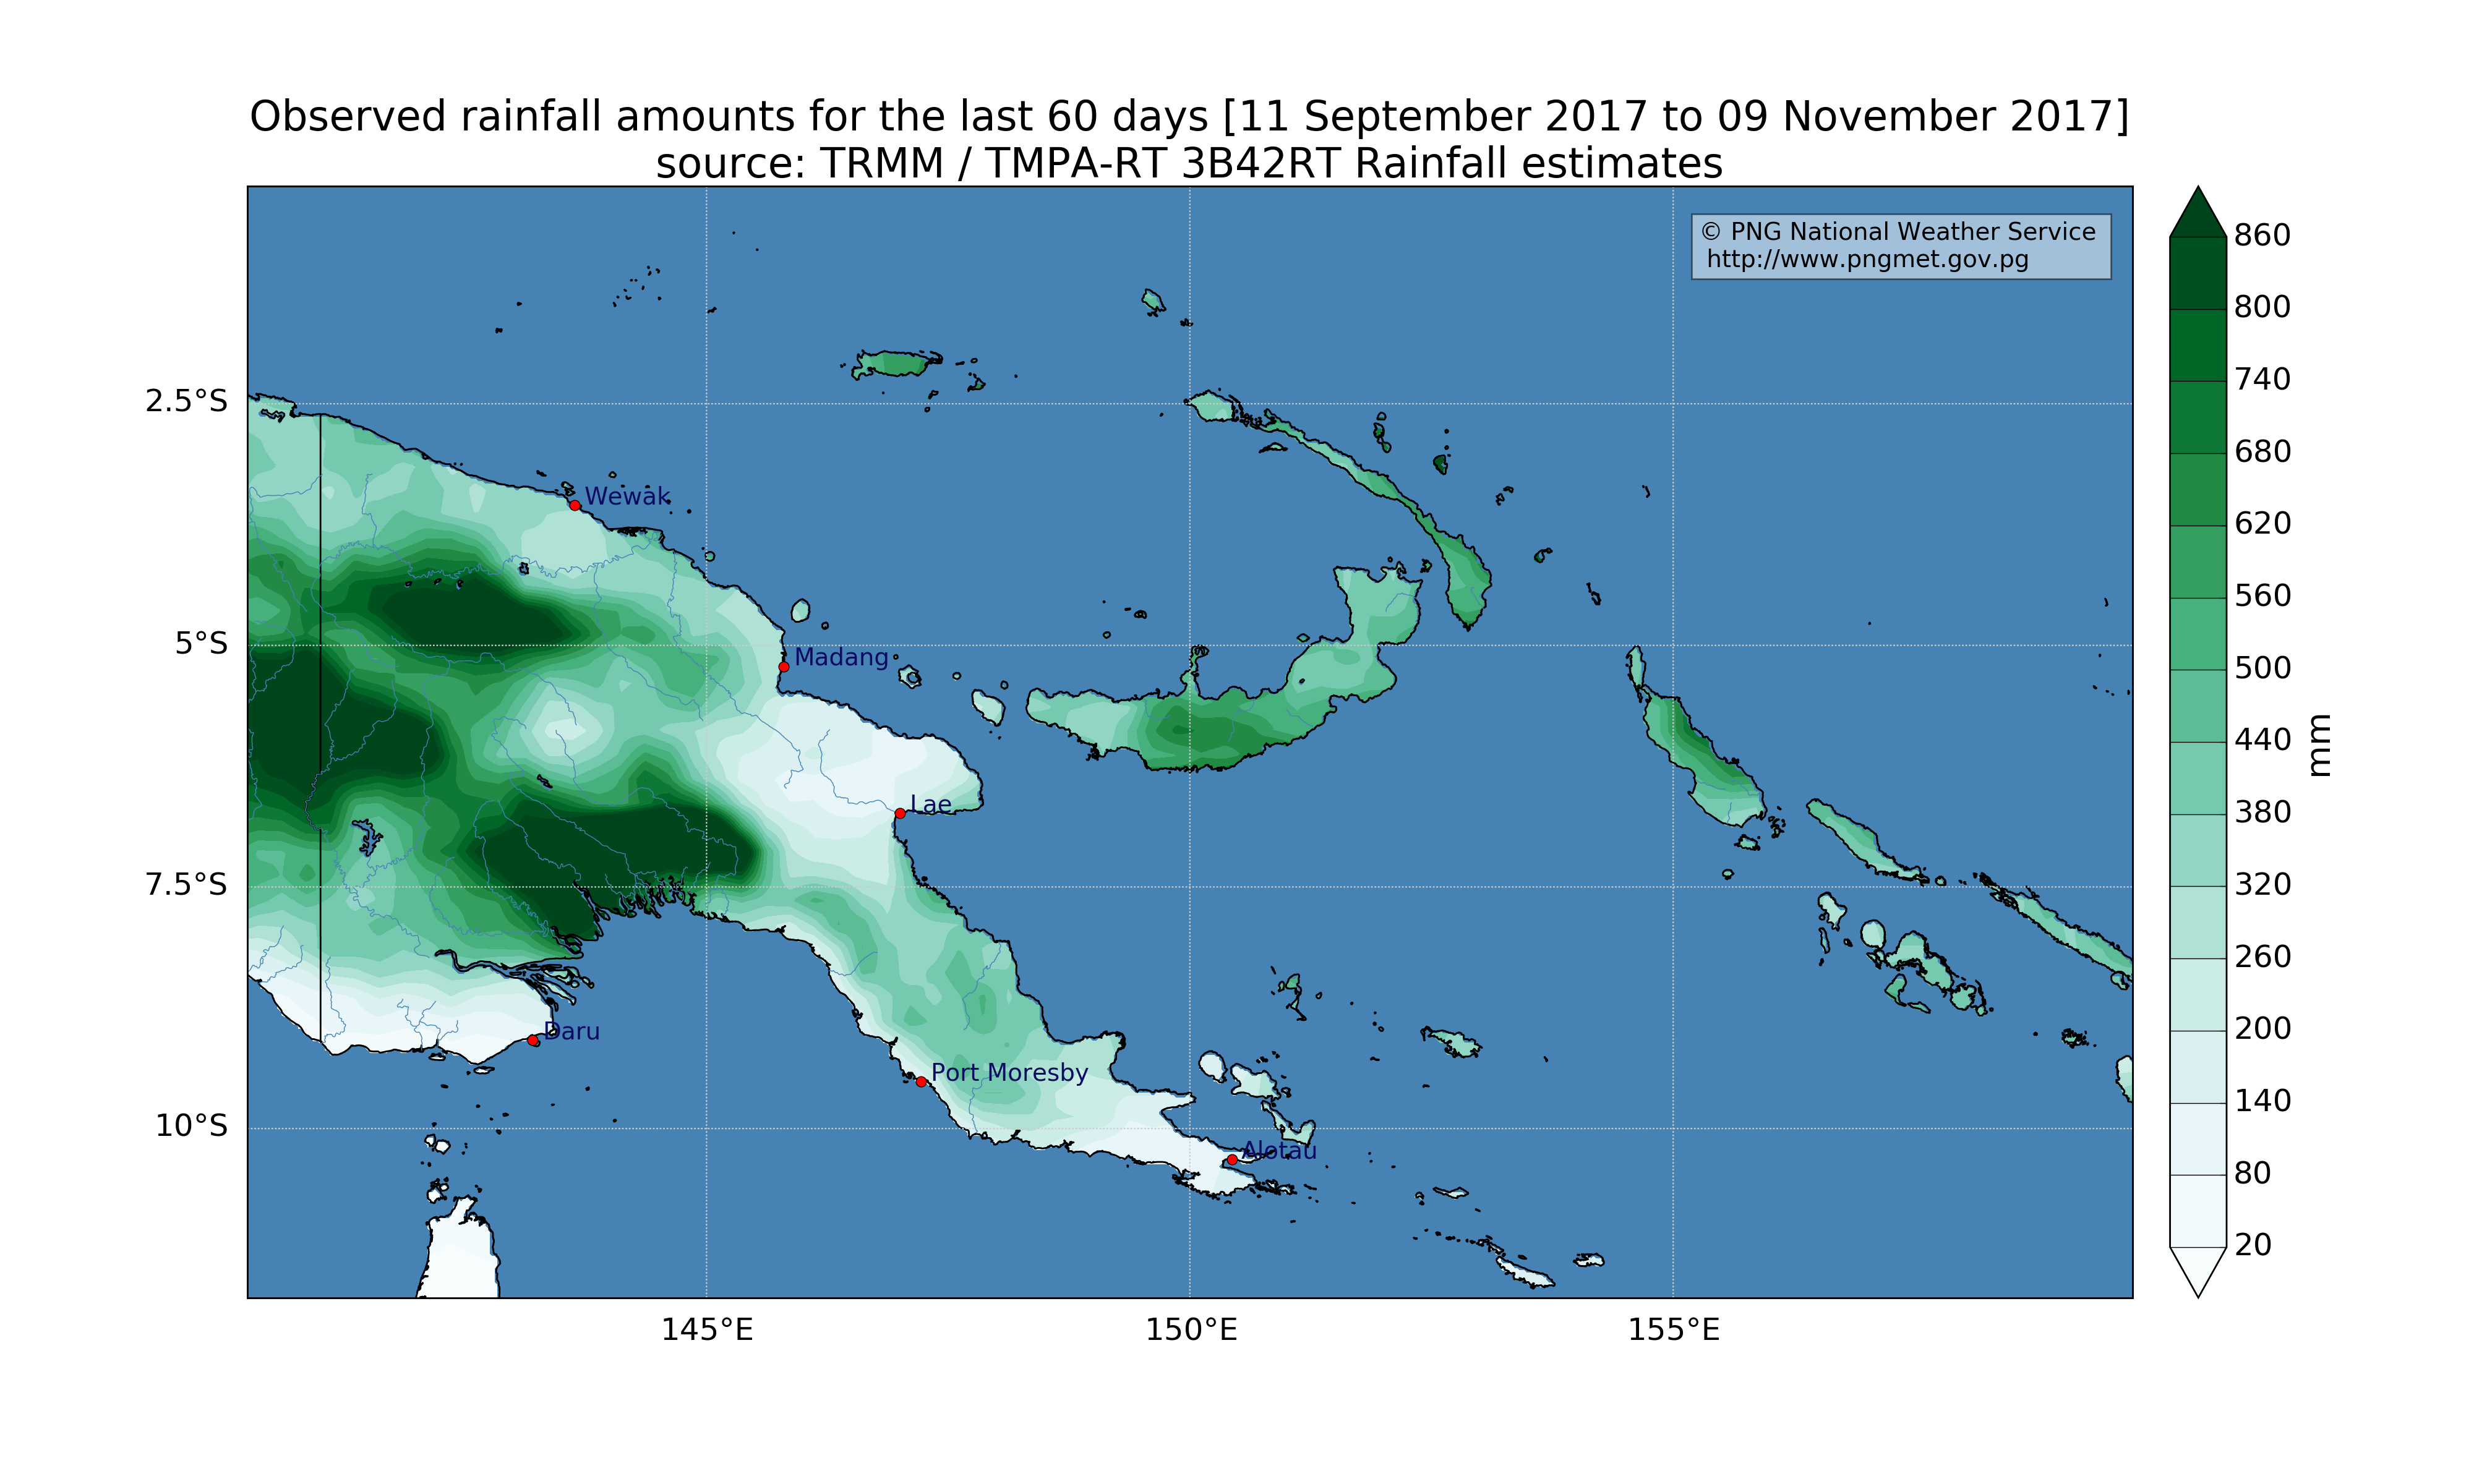 Observed rainfall amounts for the last 60 days [11 September 2017 to 09 November 2017]
source: TRMM / TMPA-RT 3B42RT Rainfall estimates
© PNG National Weather Service
http://www.pngmet.gov.pg
2.5°S
5°S
7.5°S
10°S
Wewak
Madang
Lae
Daru
Port Moresby
Alotau
145°E
150°E
155°E
860
800
740
680
620
560
500
440
380
320
260
200
140
80
20
mm